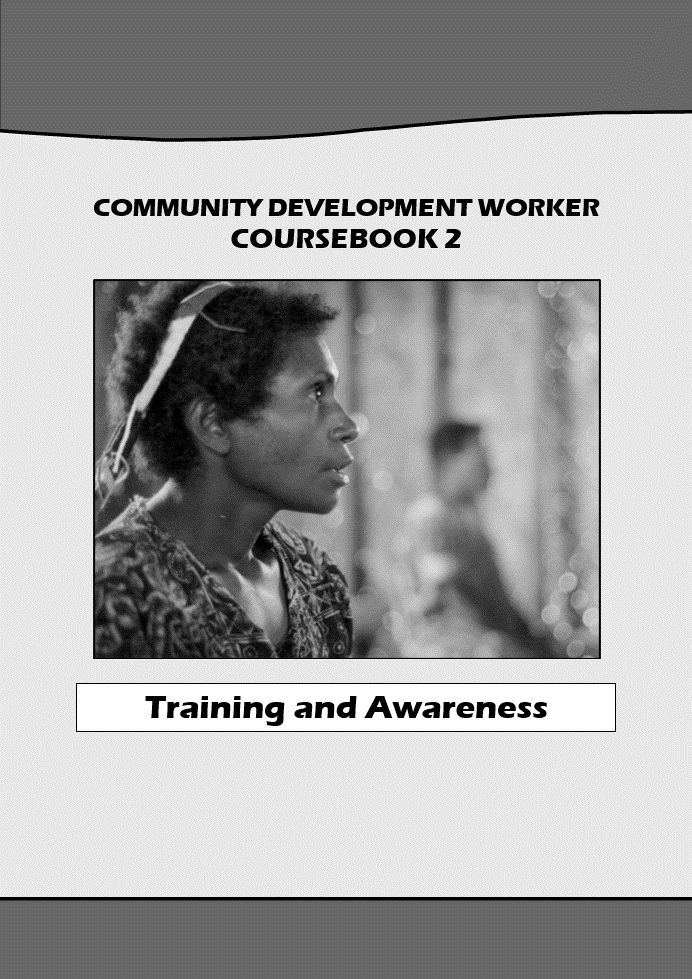 COMMUNITY DEVELOPMENT WORKER
COURSEBOOK 2
Training and Awareness